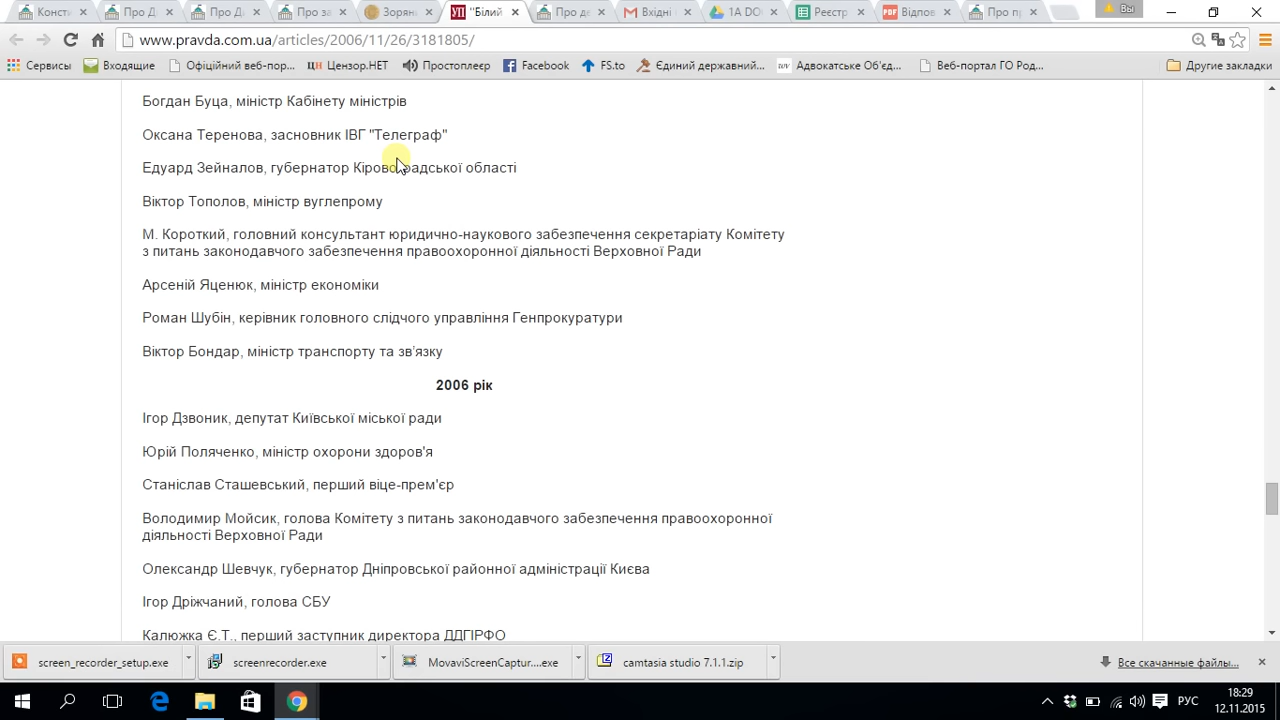 Консти
Про Д
Про Д
Про за
Зорян
"Білий
Про де
Вхідні
1А DO
Реєстр
Відпов
Про п
Вы
www.pravda.com.ua/articles/2006/11/26/3181805/
Сервисы
Входящие
Офіційний веб-пор...
Цензор.НЕТ
Простоплеєр
Facebook
FS.to
Єдиний державний...
Адвокатське Об'єд...
Веб-портал ГО Род...
Другие закладки
Богдан Буца, міністр Кабінету міністрів
Оксана Теренова, засновник ІВГ "Телеграф"
Едуард Зейналов, губернатор Кіровоградської області
Віктор Тополов, міністр вуглепрому
М. Короткий, головний консультант юридично-наукового забезпечення секретаріату Комітету
з питань законодавчого забезпечення правоохоронної діяльності Верховної Ради
Арсеній Яценюк, міністр економіки
Роман Шубін, керівник головного слідчого управління Генпрокуратури
Віктор Бондар, міністр транспорту та зв'язку
2006 рік
Ігор Дзвоник, депутат Київської міської ради
Юрій Поляченко, міністр охорони здоров'я
Станіслав Сташевський, перший віце-прем'єр
Володимир Мойсик, голова Комітету з питань законодавчого забезпечення правоохоронної
діяльності Верховної Ради
Олександр Шевчук, губернатор Дніпровської районної адміністрації Києва
Ігор Дріжчаний, голова СБУ
Калюжка Є.Т., перший заступник директора ДДГІРФО
screen_recorder_setup.exe
screenrecorder.exe
MovaviScreenCaptur....exe
camtasia studio 7.1.1.zip
Все скачанные файлы...
РУС
18:29
12.11.2015